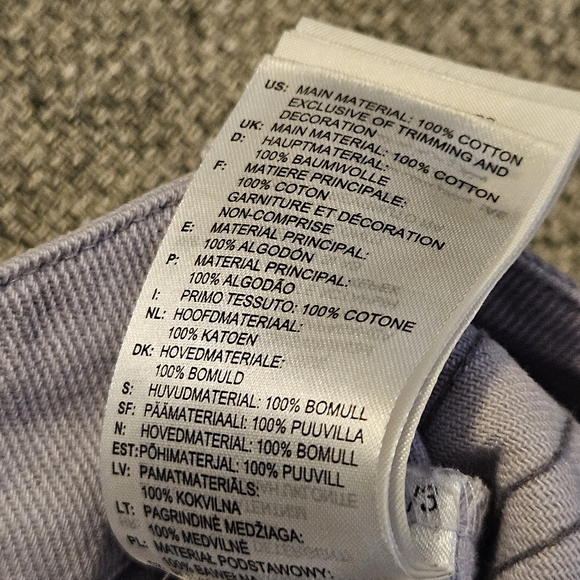 US: MAIN MATERIAL: 100% COTTON
EXCLUSIVE OF TRIMMING AND
DECORATION
UK: MAIN MATERIAL: 100% COTTON
D: HAUPTMATERIAL:
100% BAUMWOLLE
F: MATIERE PRINCIPALE:
100% COTON
GARNITURE ET DÉCORATION
NON-COMPRISE
E: MATERIAL PRINCIPAL:
100% ALGODÓN
P: MATERIAL PRINCIPAL:
100% ALGODÃO
I: PRIMO TESSUTO: 100% COTONE
NL: HOOFDMATERIAAL:
100% KATOEN
DK: HOVEDMATERIALE:
100% BOMULD
S: HUVUDMATERIAL: 100% BOMULL
SF: PÄÄMATERIAALI: 100% PUUVILLA
N: HOVEDMATERIAL: 100% BOMULL
EST:PÕHIMATERJAL: 100% PUUVILL
LV: PAMATMATERIĀLS:
100% KOKVILNA
LT: PAGRINDINĖ MEDŽIAGA:
100% MEDVILNĖ
PL: MATERIAŁ PODSTAWOWY:
100% BAWEŁNA